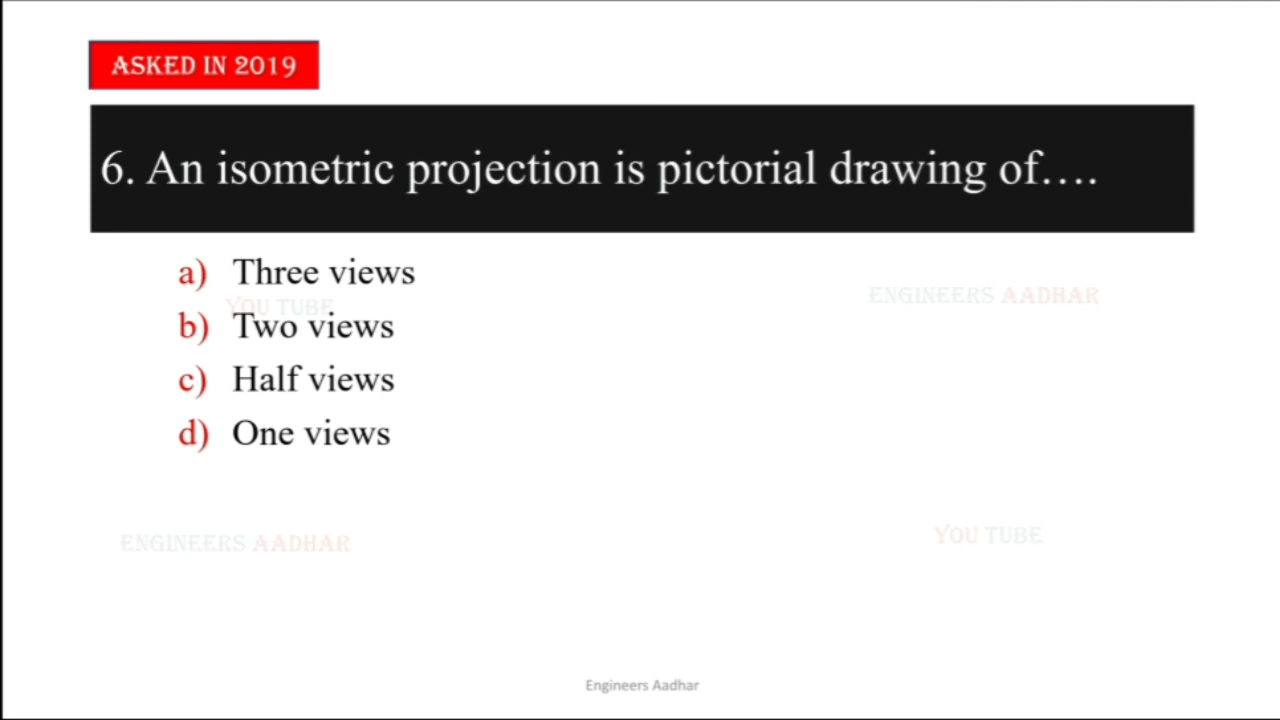 ASKED IN 2019
6. An isometric projection is pictorial drawing of….
a) Three views
ENGINEERS AADHAR
YOU TUBE
b) Two views
c) Half views
d) One views
YOU TUBE
ENGINEERS AADHAR
Engineers Aadhar